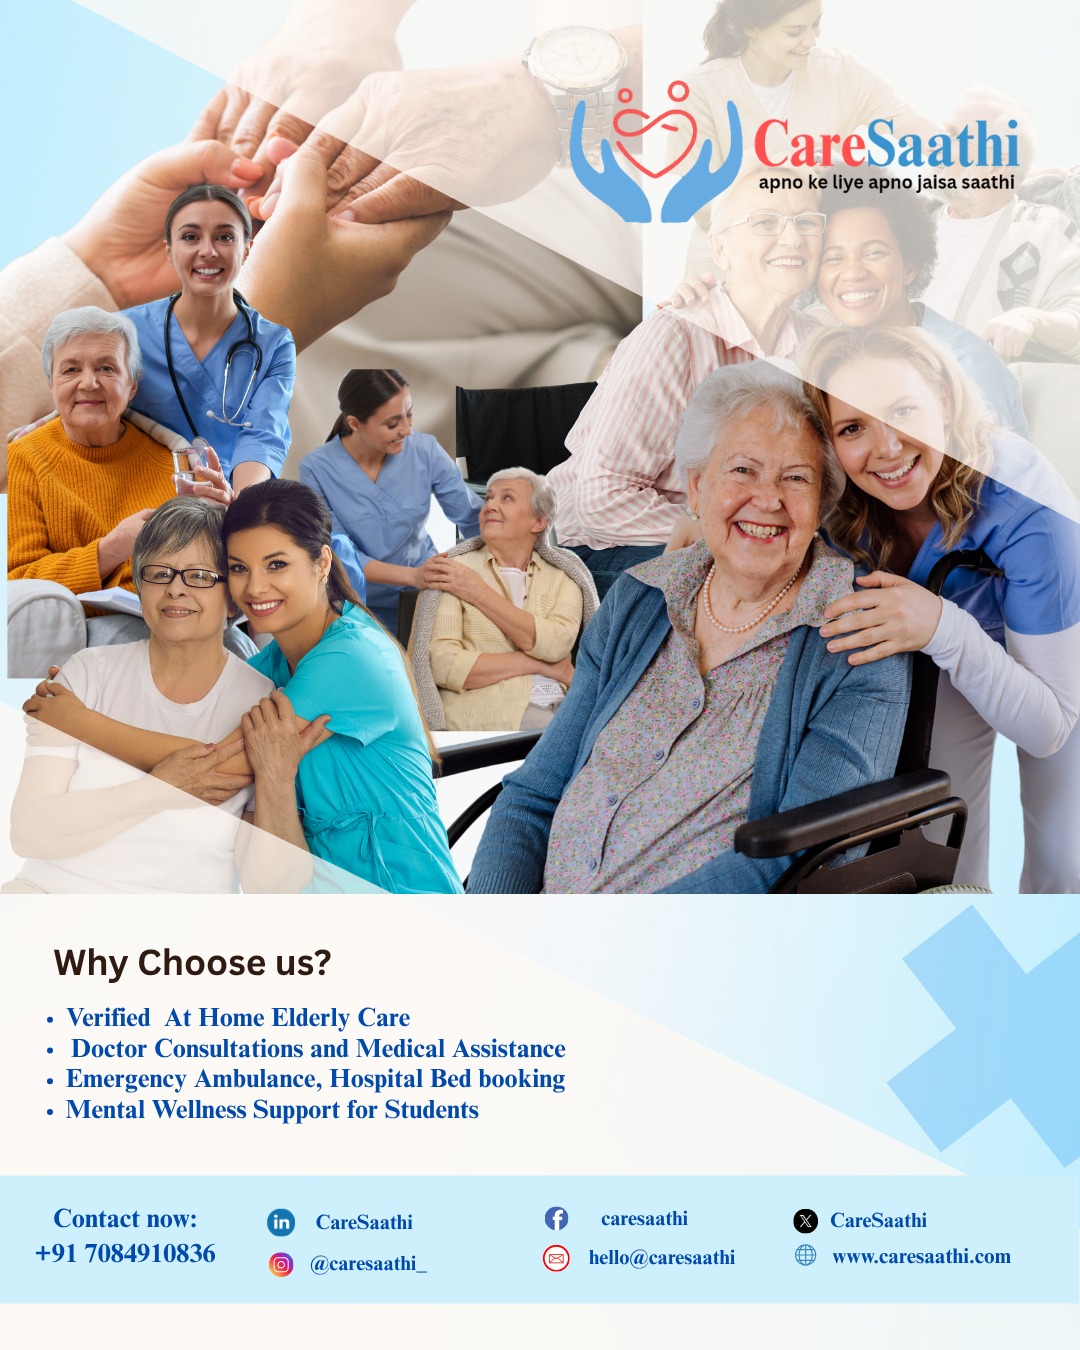 CareSaathi
apno ke liye apno jaisa saathi
Why Choose us?
• Verified  At Home Elderly Care
• Doctor Consultations and Medical Assistance
• Emergency Ambulance, Hospital Bed booking
• Mental Wellness Support for Students
Contact now:
+91 7084910836
in CareSaathi
@caresaathi_
f caresaathi
hello@caresaathi
X CareSaathi
www.caresaathi.com